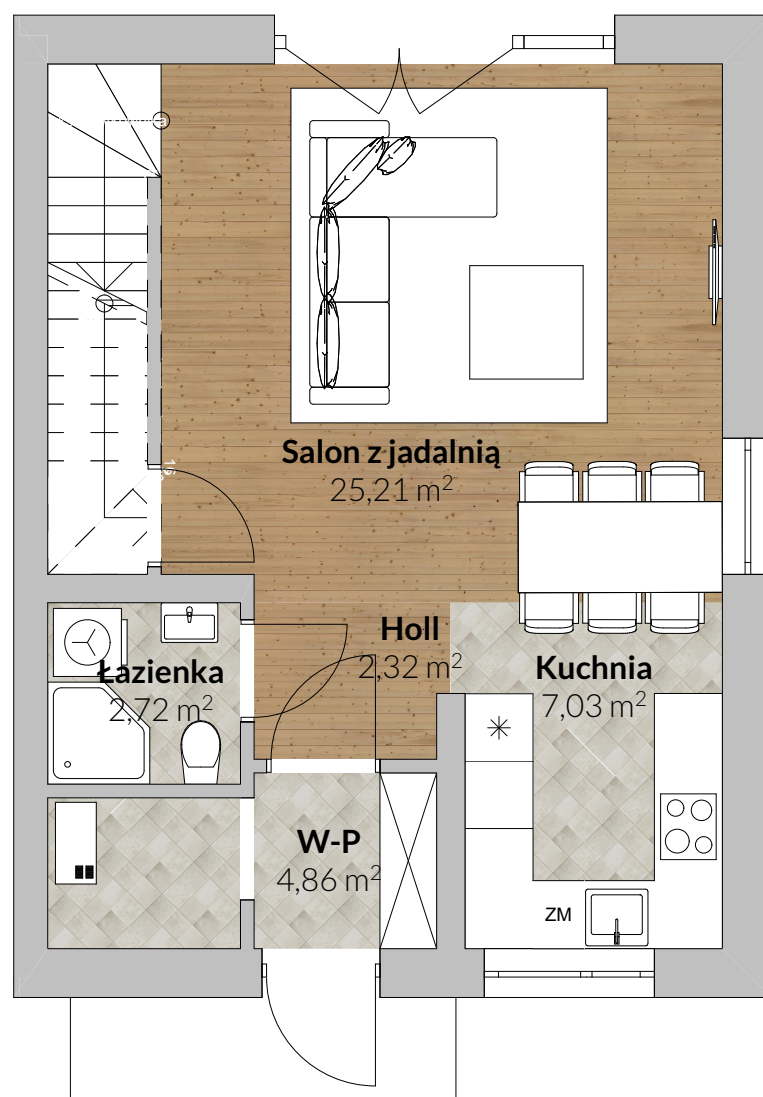 Salon z jadalnią
25,21 m²
Holl
2,32 m²
Kuchnia
7,03 m²
Łazienka
2,72 m²
W-P
4,86 m²
ZM